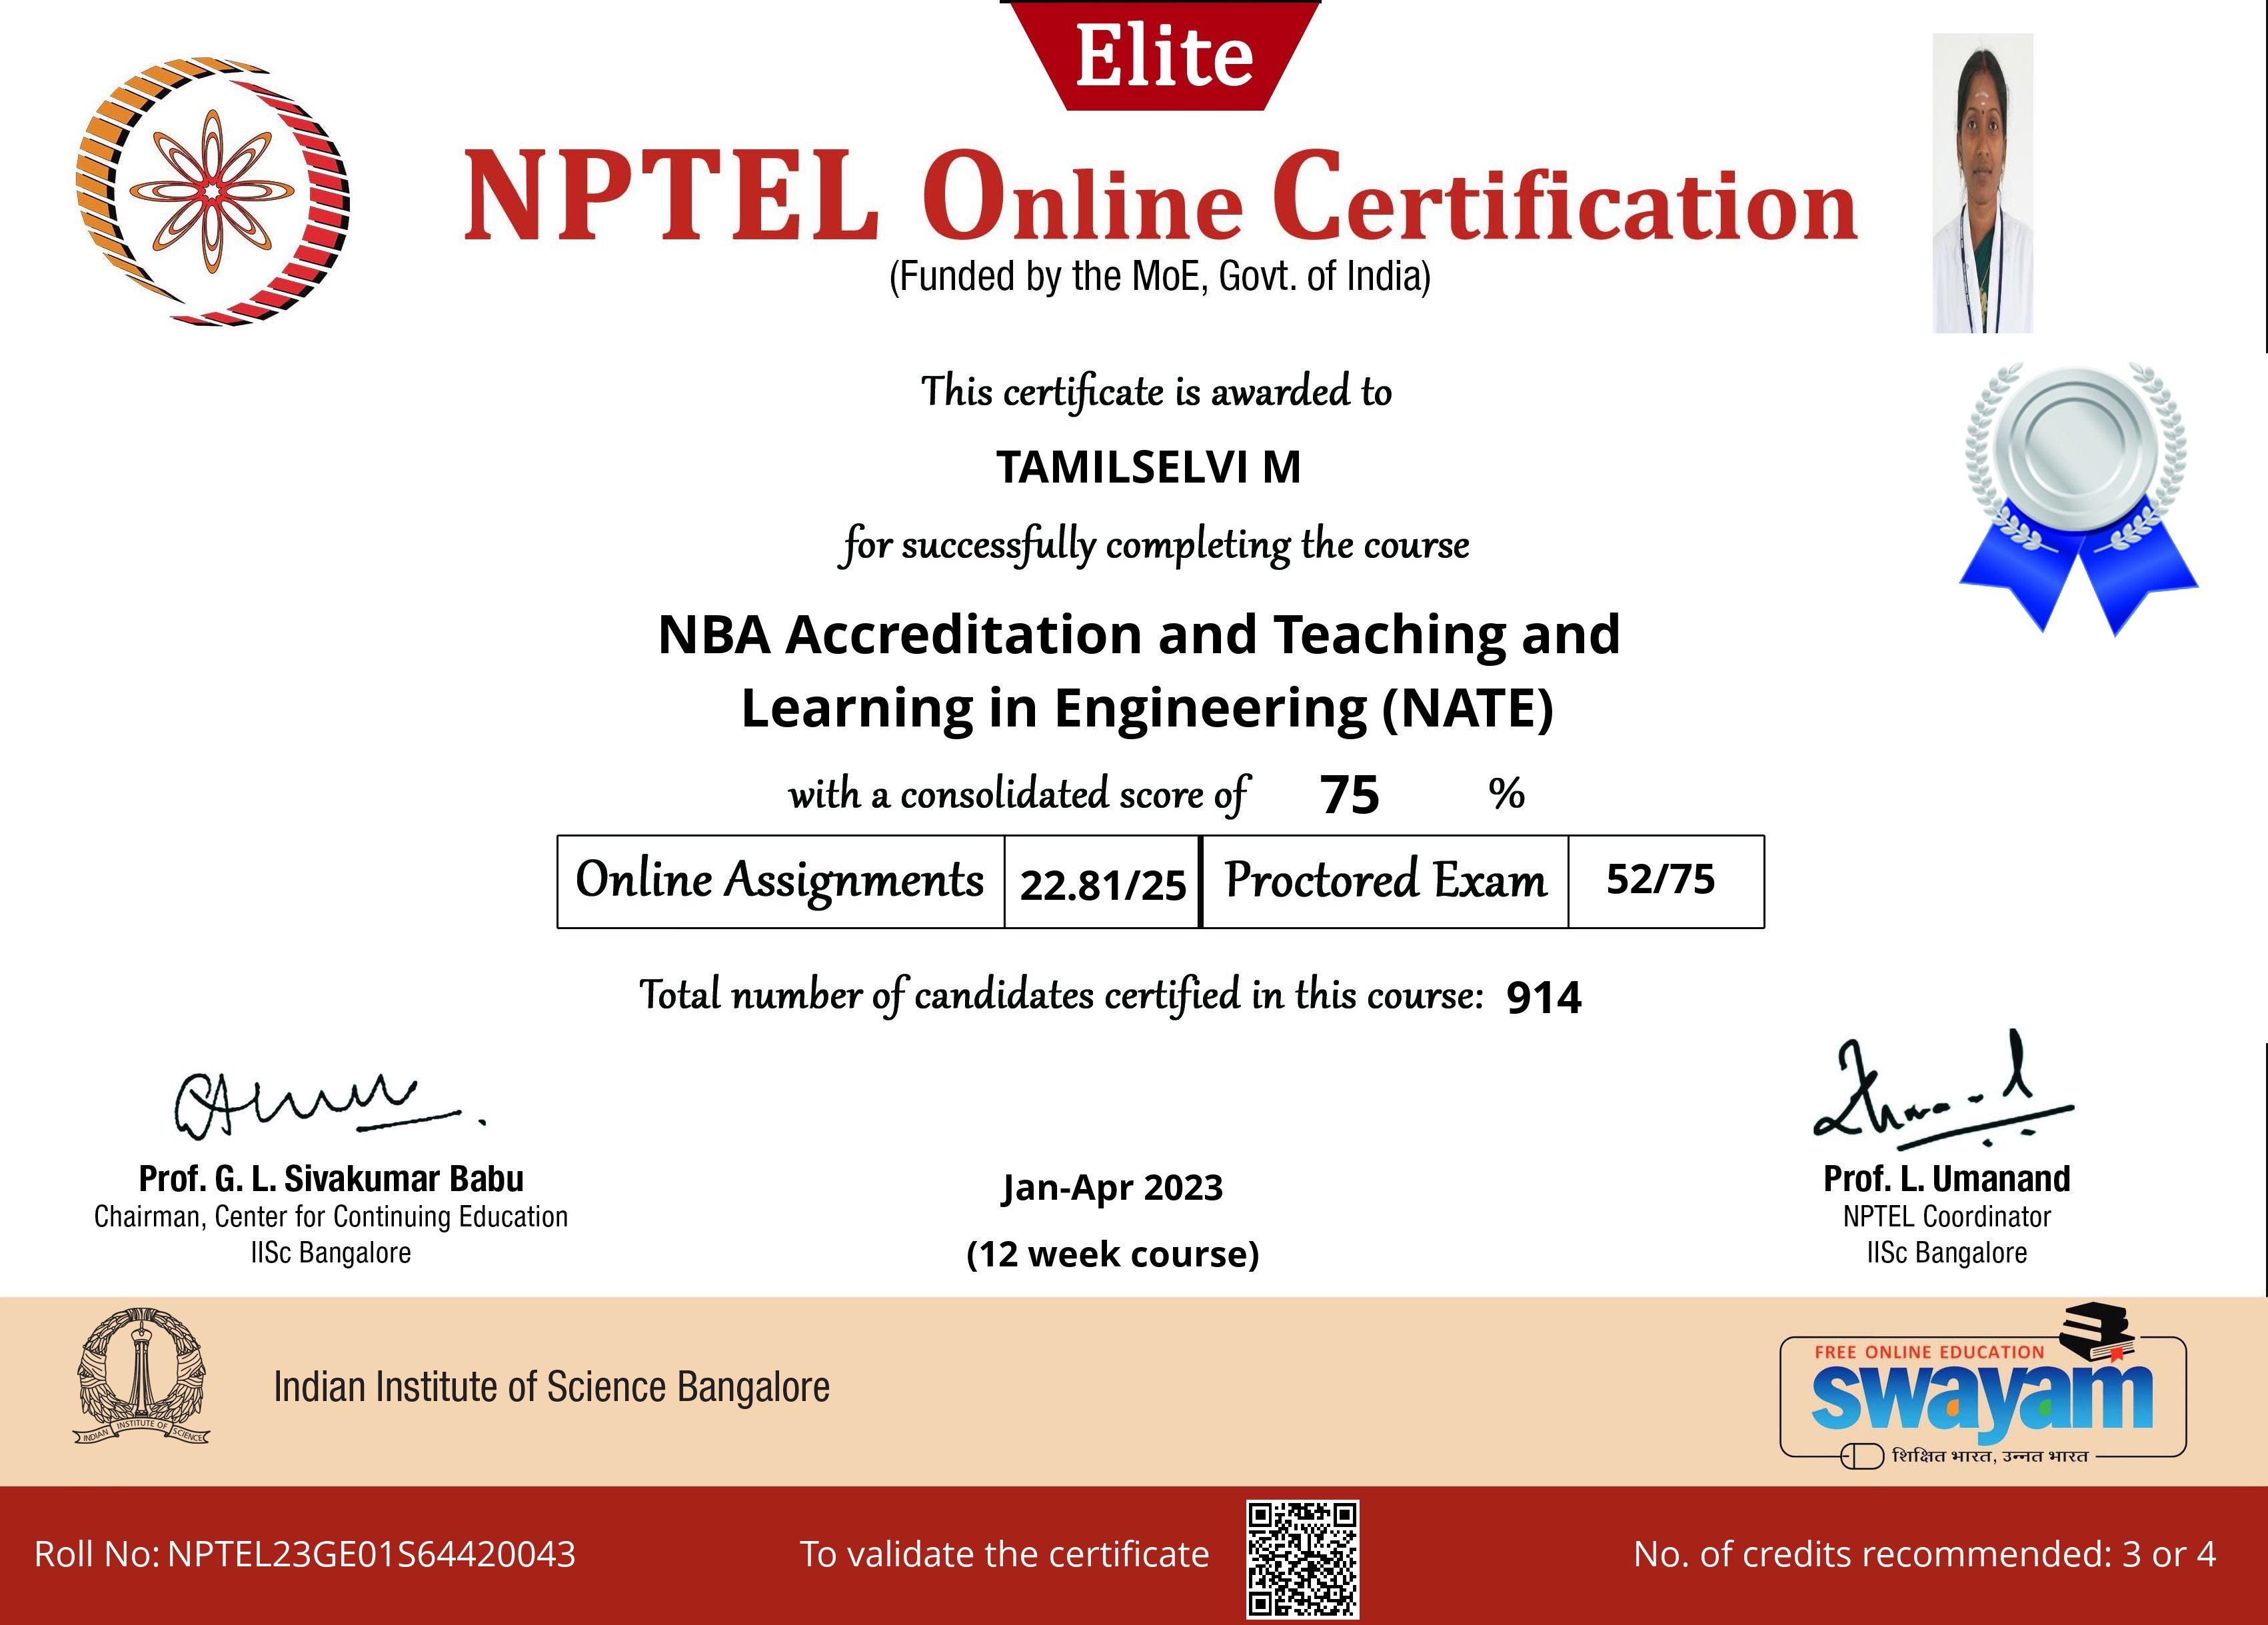 Elite
NPTEL Online Certification
(Funded by the MoE, Govt. of India)
This certificate is awarded to
TAMILSELVI M
for successfully completing the course
NBA Accreditation and Teaching and
Learning in Engineering (NATE)
with a consolidated score of 75 %
Online Assignments 22.81/25 Proctored Exam 52/75
Total number of candidates certified in this course: 914
Prof. G. L. Sivakumar Babu
Chairman, Center for Continuing Education
IISc Bangalore
Jan-Apr 2023
(12 week course)
Prof. L. Umanand
NPTEL Coordinator
IISc Bangalore
INDIAN INSTITUTE OF SCIENCE
Indian Institute of Science Bangalore
FREE ONLINE EDUCATION
swayam
शिक्षित भारत, उन्नत भारत
Roll No: NPTEL23GE01S64420043
To validate the certificate
No. of credits recommended: 3 or 4